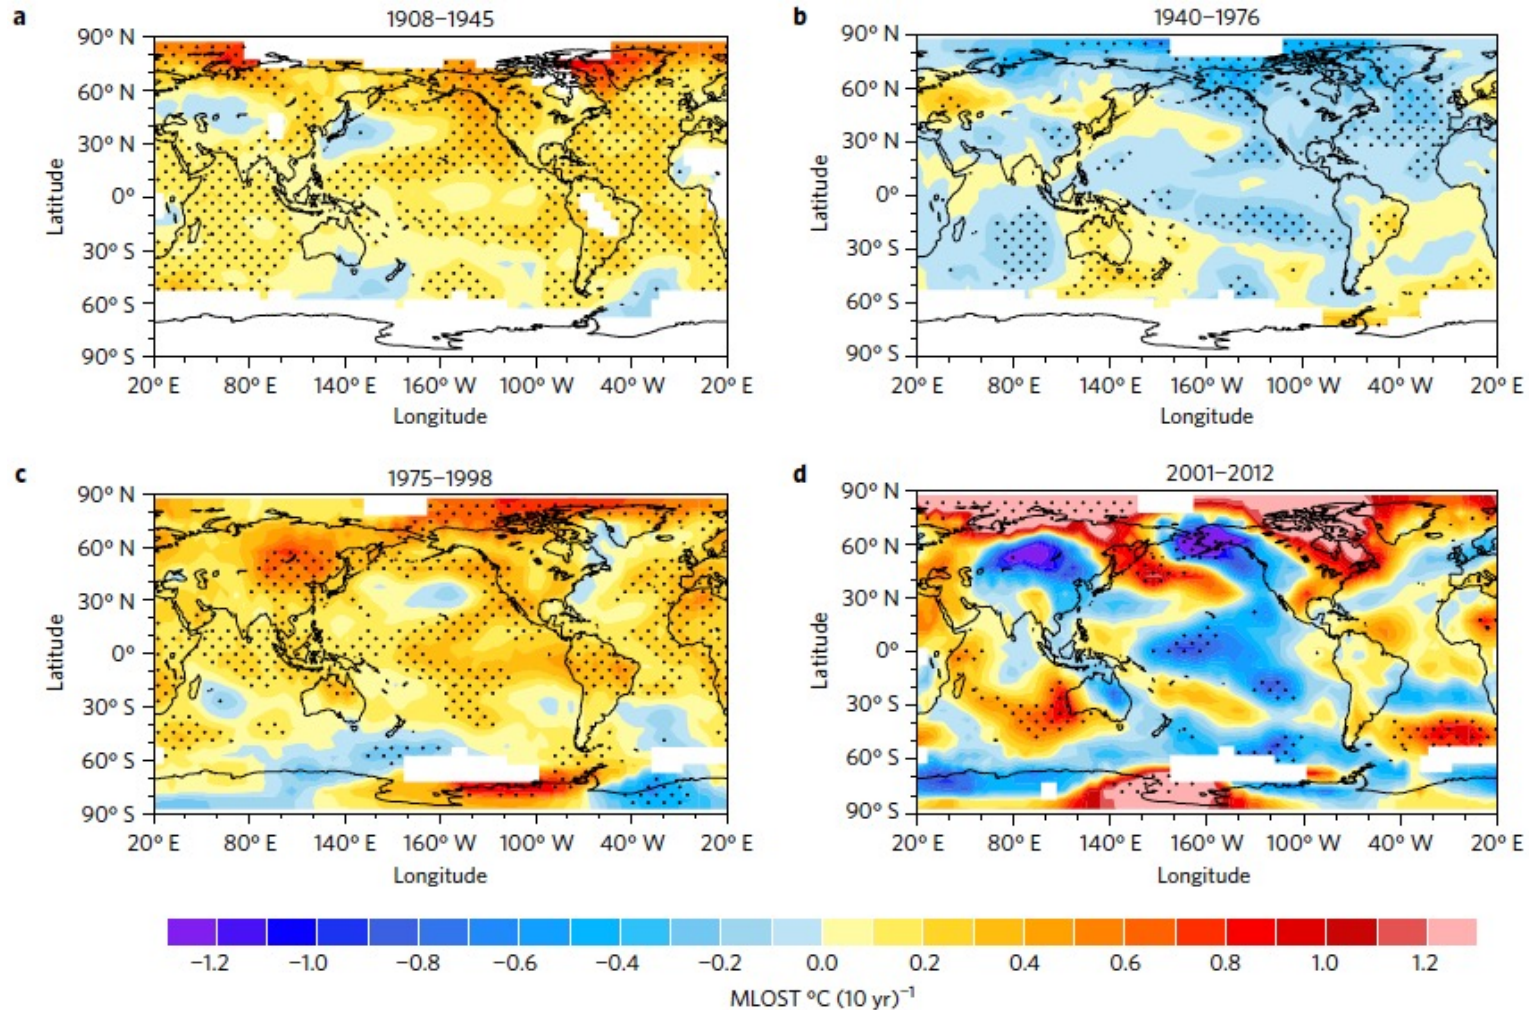 a 1908–1945
90° N
60° N
30° N
0°
30° S
60° S
90° S
Latitude
20° E 80° E 140° E 160° W 100° W 40° W 20° E
Longitude
b 1940–1976
90° N
60° N
30° N
0°
30° S
60° S
90° S
Latitude
20° E 80° E 140° E 160° W 100° W 40° W 20° E
Longitude
c 1975–1998
90° N
60° N
30° N
0°
30° S
60° S
90° S
Latitude
20° E 80° E 140° E 160° W 100° W 40° W 20° E
Longitude
d 2001–2012
90° N
60° N
30° N
0°
30° S
60° S
90° S
Latitude
20° E 80° E 140° E 160° W 100° W 40° W 20° E
Longitude
−1.2 −1.0 −0.8 −0.6 −0.4 −0.2 0.0 0.2 0.4 0.6 0.8 1.0 1.2
MLOST °C (10 yr)⁻¹